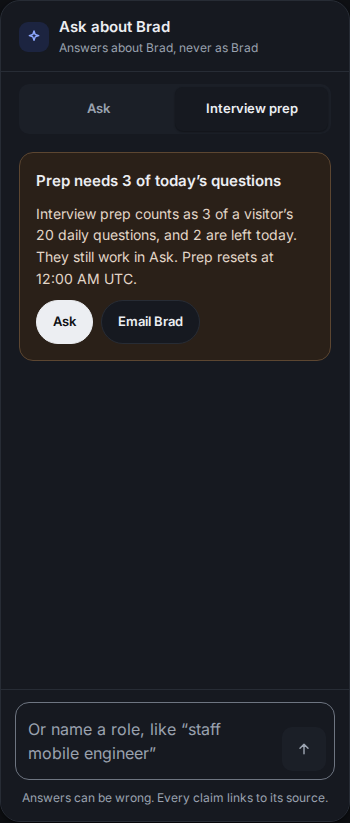 Ask about Brad
Answers about Brad, never as Brad
Ask
Interview prep
Prep needs 3 of today’s questions
Interview prep counts as 3 of a visitor’s
20 daily questions, and 2 are left today.
They still work in Ask. Prep resets at
12:00 AM UTC.
Ask
Email Brad
Or name a role, like “staff
mobile engineer”
Answers can be wrong. Every claim links to its source.